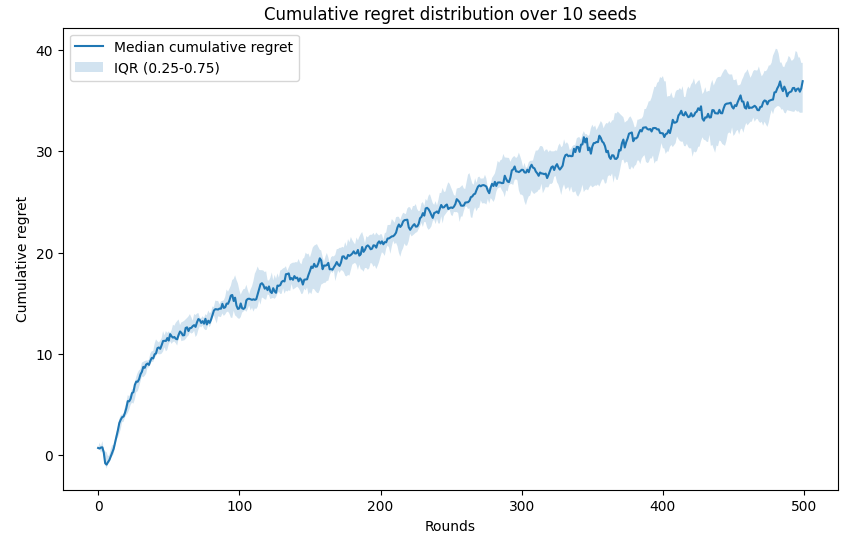 Cumulative regret distribution over 10 seeds
Median cumulative regret
IQR (0.25-0.75)
40
30
20
10
0
Cumulative regret
0 100 200 300 400 500
Rounds